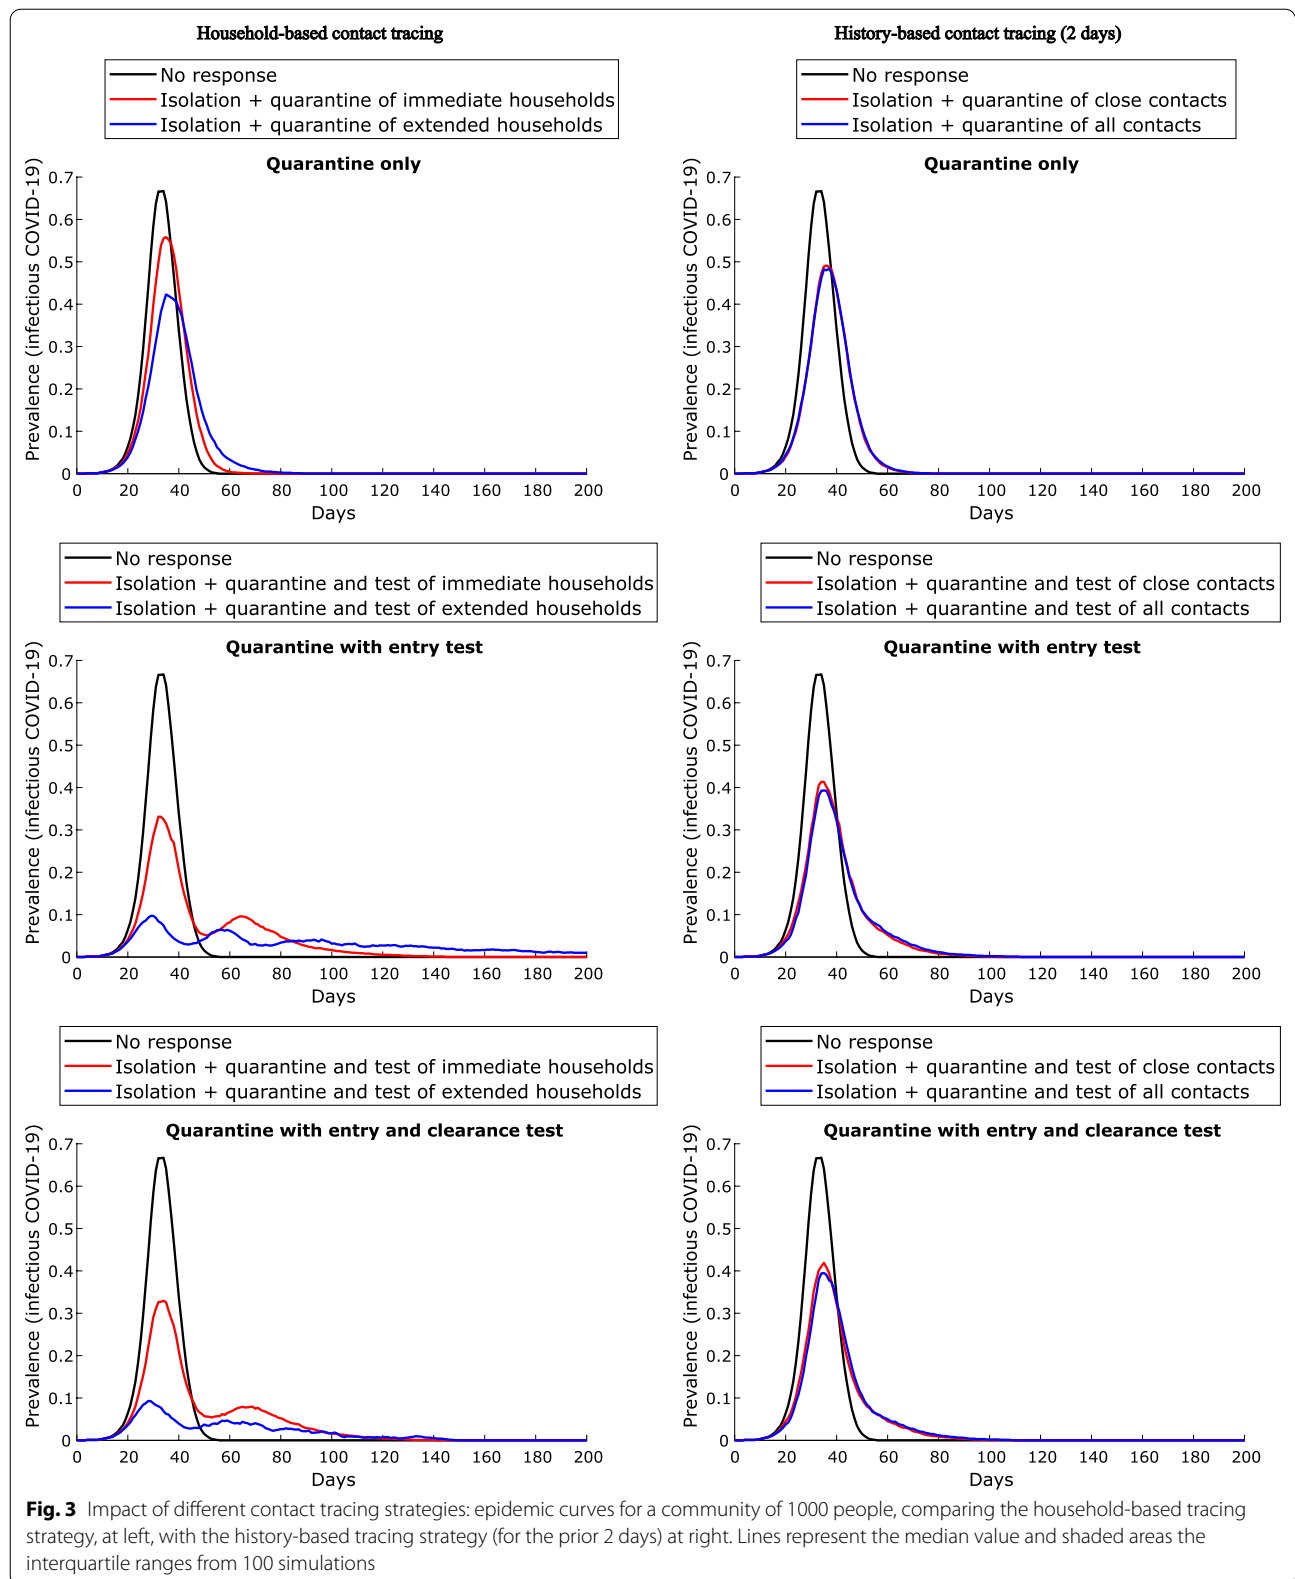 Household-based contact tracing
No response
Isolation + quarantine of immediate households
Isolation + quarantine of extended households
Quarantine only
Prevalence (infectious COVID-19)
0.7
0.6
0.5
0.4
0.3
0.2
0.1
0
0 20 40 60 80 100 120 140 160 180 200
Days
History-based contact tracing (2 days)
No response
Isolation + quarantine of close contacts
Isolation + quarantine of all contacts
Quarantine only
Prevalence (infectious COVID-19)
0.7
0.6
0.5
0.4
0.3
0.2
0.1
0
0 20 40 60 80 100 120 140 160 180 200
Days
No response
Isolation + quarantine and test of immediate households
Isolation + quarantine and test of extended households
Quarantine with entry test
Prevalence (infectious COVID-19)
0.7
0.6
0.5
0.4
0.3
0.2
0.1
0
0 20 40 60 80 100 120 140 160 180 200
Days
No response
Isolation + quarantine and test of close contacts
Isolation + quarantine and test of all contacts
Quarantine with entry test
Prevalence (infectious COVID-19)
0.7
0.6
0.5
0.4
0.3
0.2
0.1
0
0 20 40 60 80 100 120 140 160 180 200
Days
No response
Isolation + quarantine and test of immediate households
Isolation + quarantine and test of extended households
Quarantine with entry and clearance test
Prevalence (infectious COVID-19)
0.7
0.6
0.5
0.4
0.3
0.2
0.1
0
0 20 40 60 80 100 120 140 160 180 200
Days
No response
Isolation + quarantine and test of close contacts
Isolation + quarantine and test of all contacts
Quarantine with entry and clearance test
Prevalence (infectious COVID-19)
0.7
0.6
0.5
0.4
0.3
0.2
0.1
0
0 20 40 60 80 100 120 140 160 180 200
Days
Fig. 3 Impact of different contact tracing strategies: epidemic curves for a community of 1000 people, comparing the household-based tracing
strategy, at left, with the history-based tracing strategy (for the prior 2 days) at right. Lines represent the median value and shaded areas the
interquartile ranges from 100 simulations